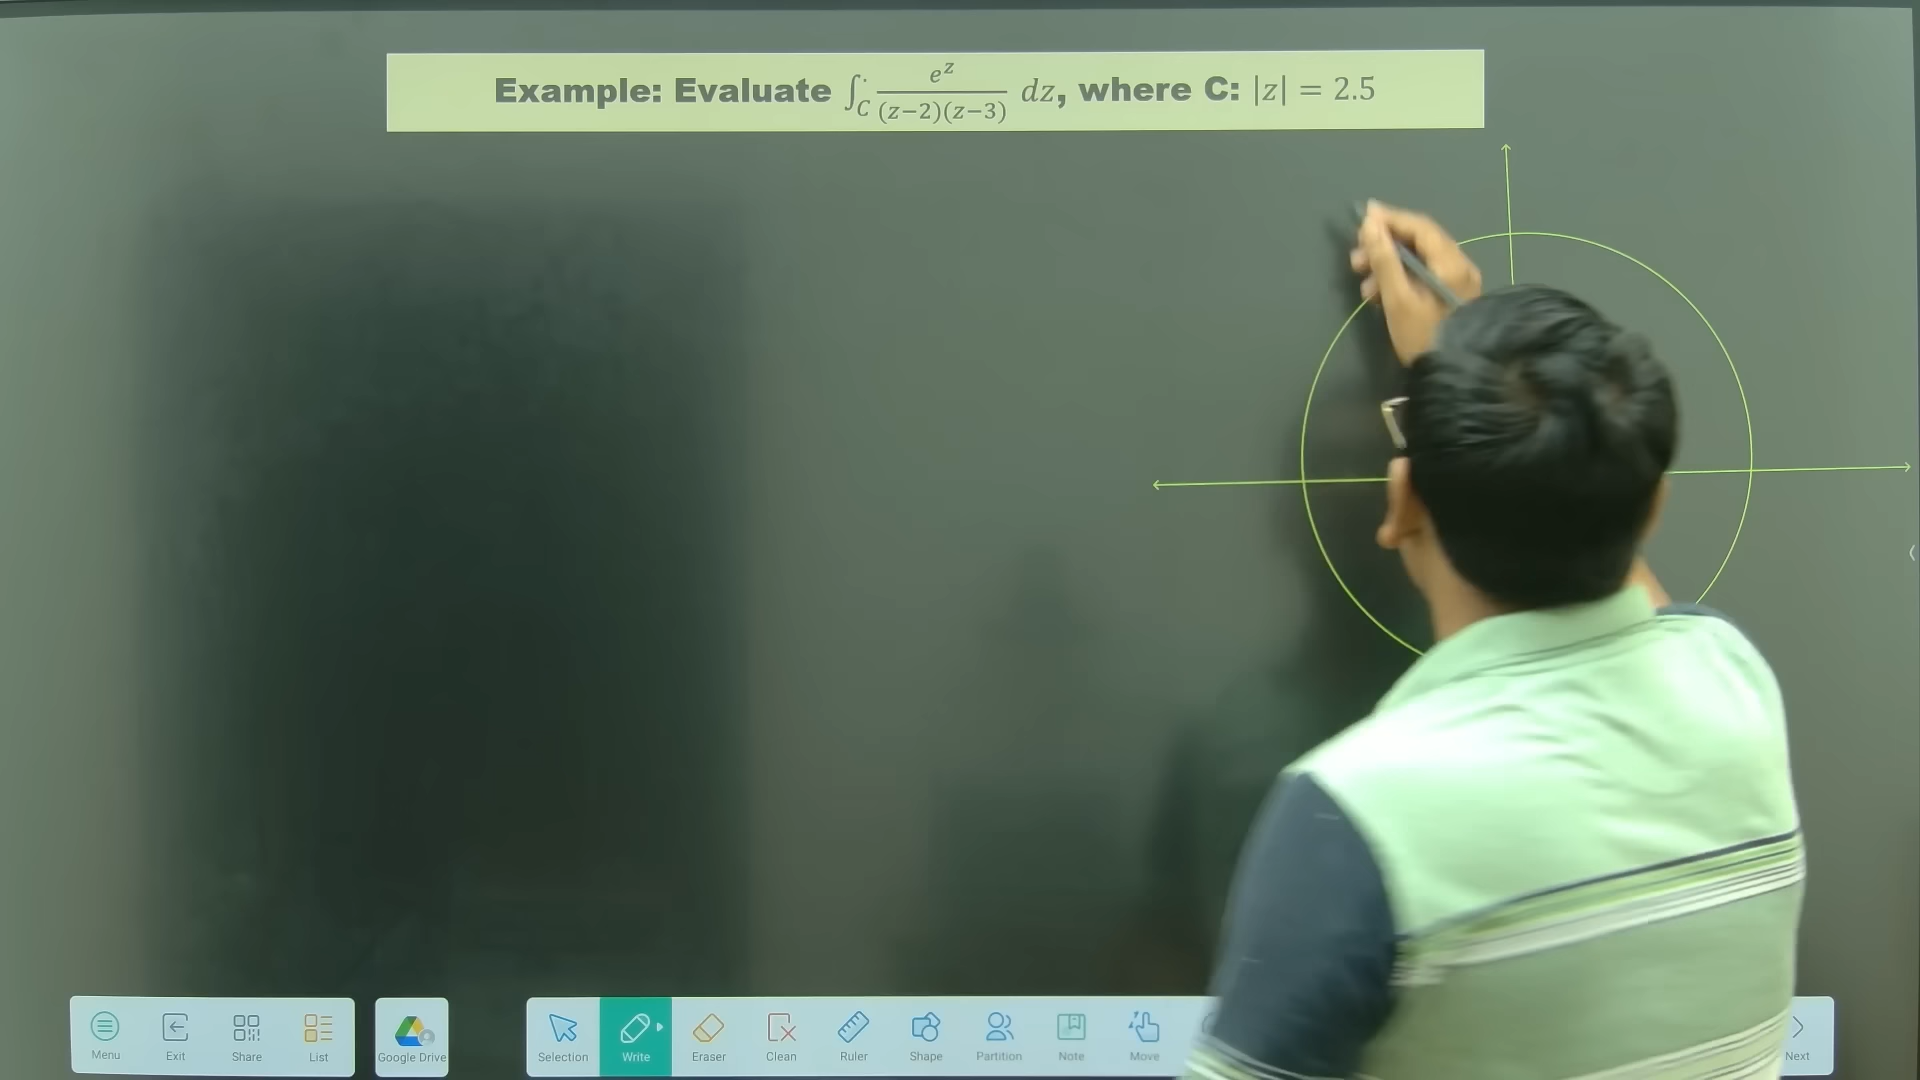 Example: Evaluate ∫_C e^z/((z−2)(z−3)) dz, where C: |z| = 2.5
Menu
Exit
Share
List
Google Drive
Selection
Write
Eraser
Clean
Ruler
Shape
Partition
Note
Move
Next